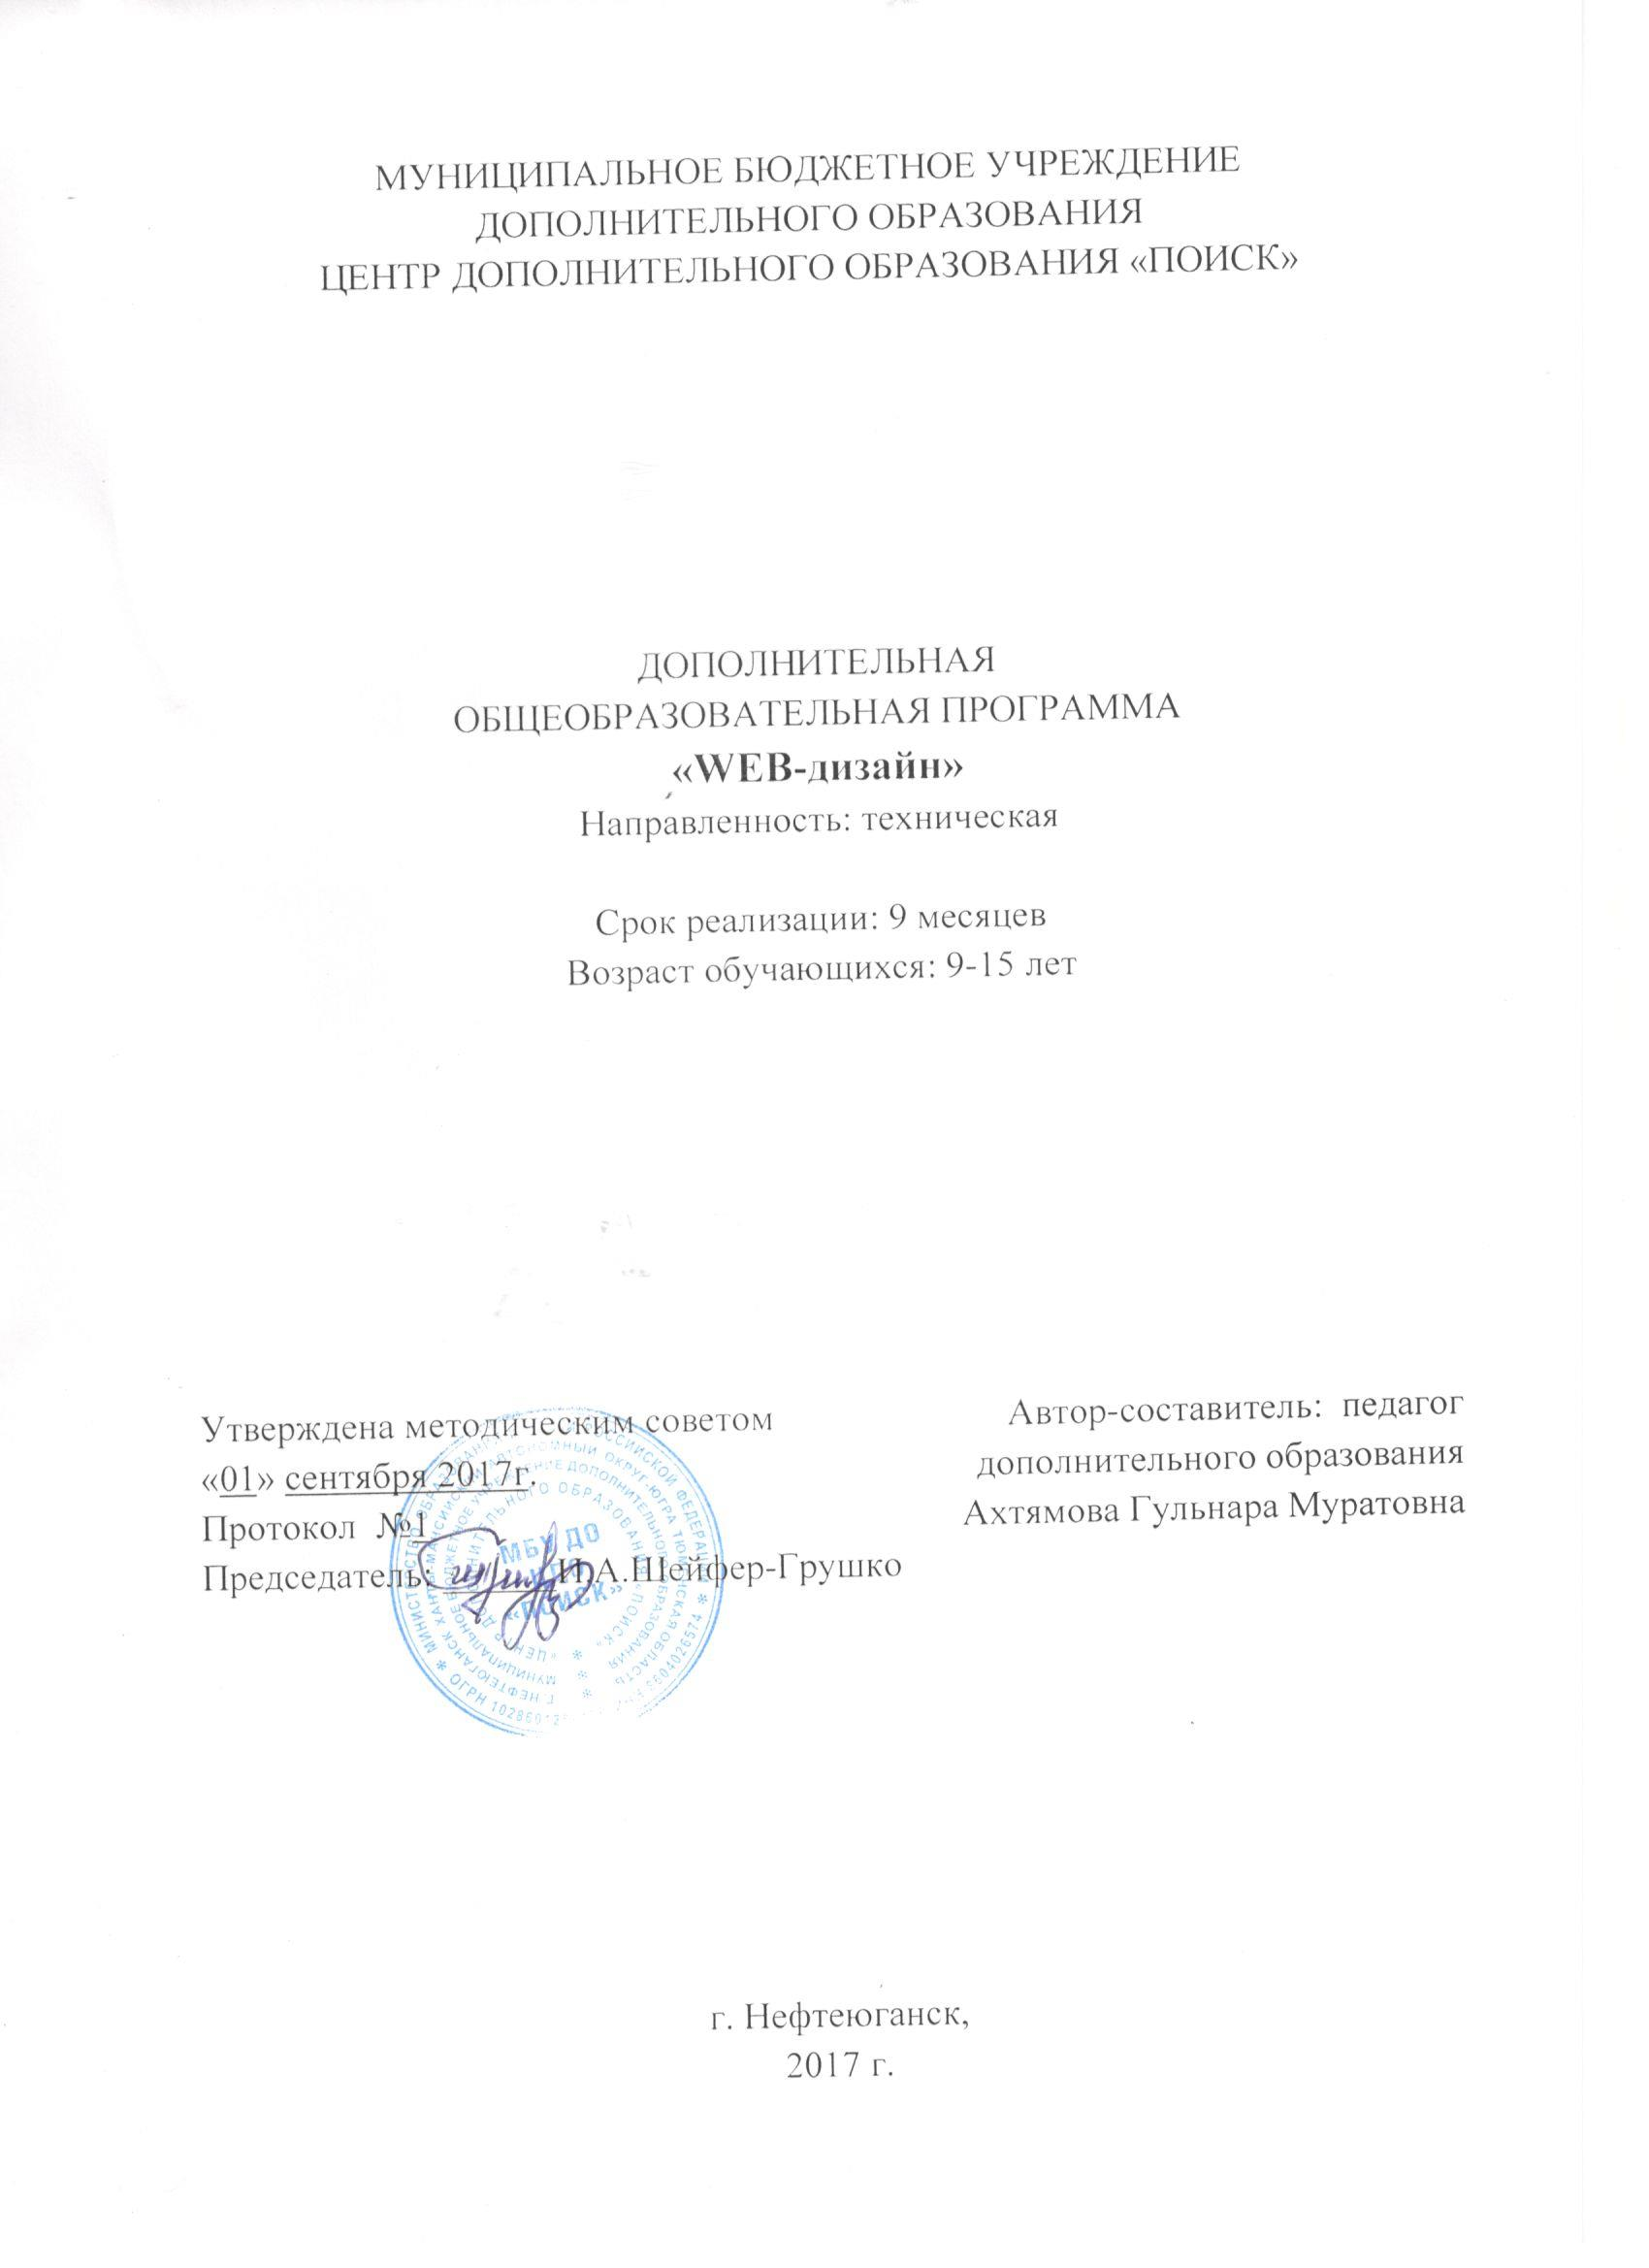 МУНИЦИПАЛЬНОЕ БЮДЖЕТНОЕ УЧРЕЖДЕНИЕ
ДОПОЛНИТЕЛЬНОГО ОБРАЗОВАНИЯ
ЦЕНТР ДОПОЛНИТЕЛЬНОГО ОБРАЗОВАНИЯ «ПОИСК»
ДОПОЛНИТЕЛЬНАЯ
ОБЩЕОБРАЗОВАТЕЛЬНАЯ ПРОГРАММА
«WEB-дизайн»
Направленность: техническая
Срок реализации: 9 месяцев
Возраст обучающихся: 9-15 лет
Утверждена методическим советом
«01» сентября 2017г.
Протокол №1
Председатель: И.А.Шейфер-Грушко
Автор-составитель: педагог
дополнительного образования
Ахтямова Гульнара Муратовна
МБУ ДО
«ПОИСК»
г. Нефтеюганск,
2017 г.